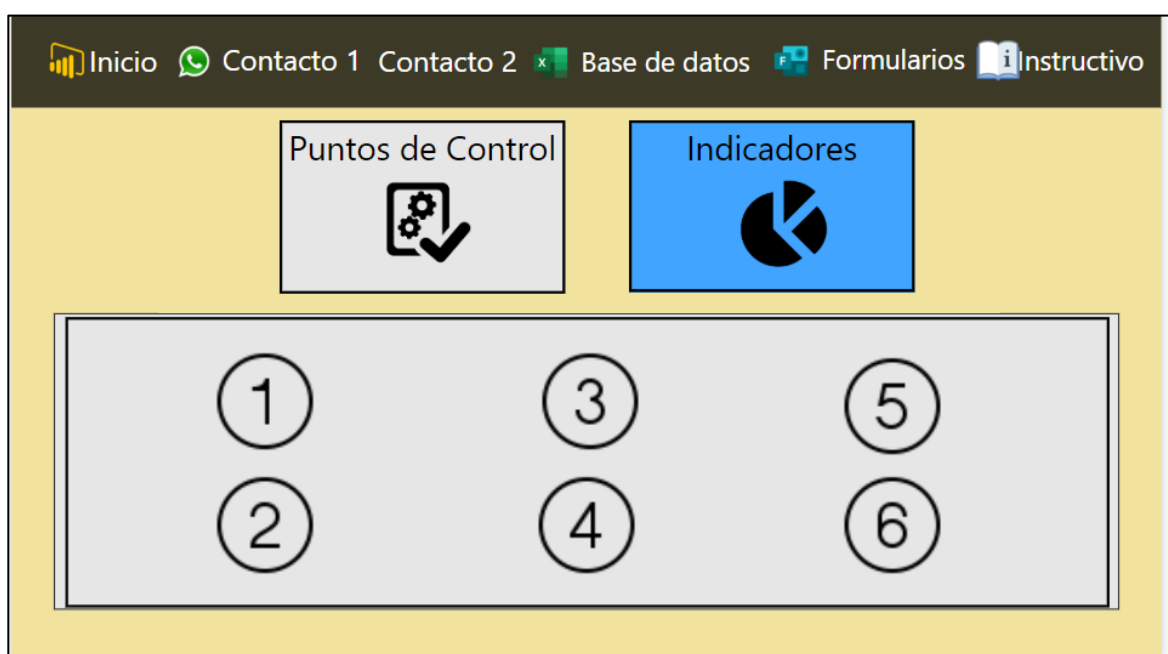 Inicio Contacto 1 Contacto 2 Base de datos Formularios Instructivo
Puntos de Control Indicadores
1 3 5
2 4 6